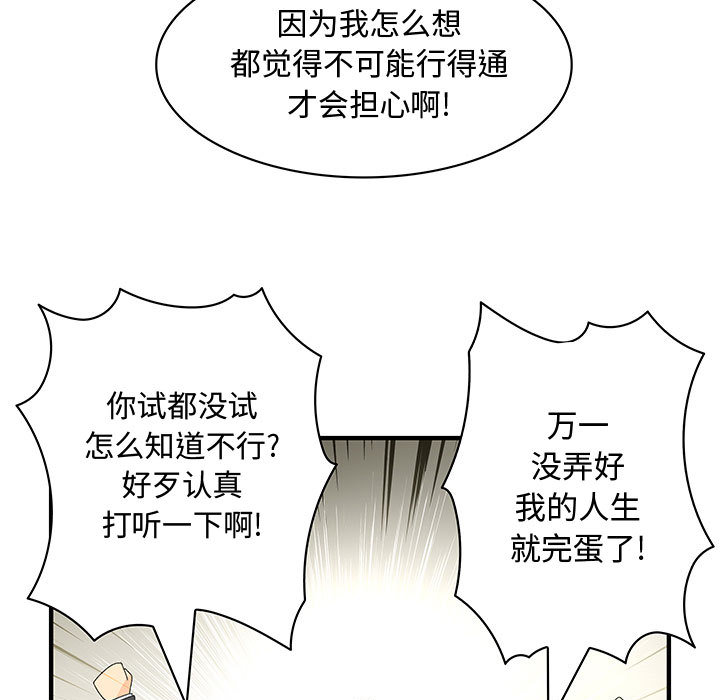 因为我怎么想
都觉得不可能行得通
才会担心啊!
你试都没试
怎么知道不行?
好歹认真
打听一下啊!
万一
没弄好
我的人生
就完蛋了!